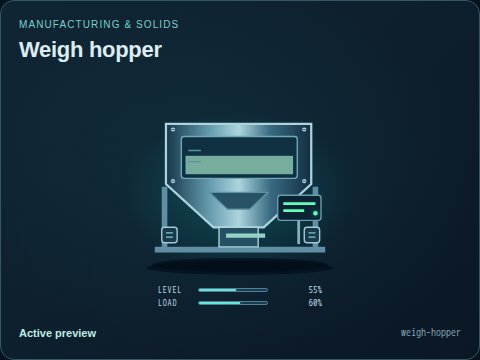 MANUFACTURING & SOLIDS
Weigh hopper
LEVEL 55%
LOAD 60%
Active preview weigh-hopper